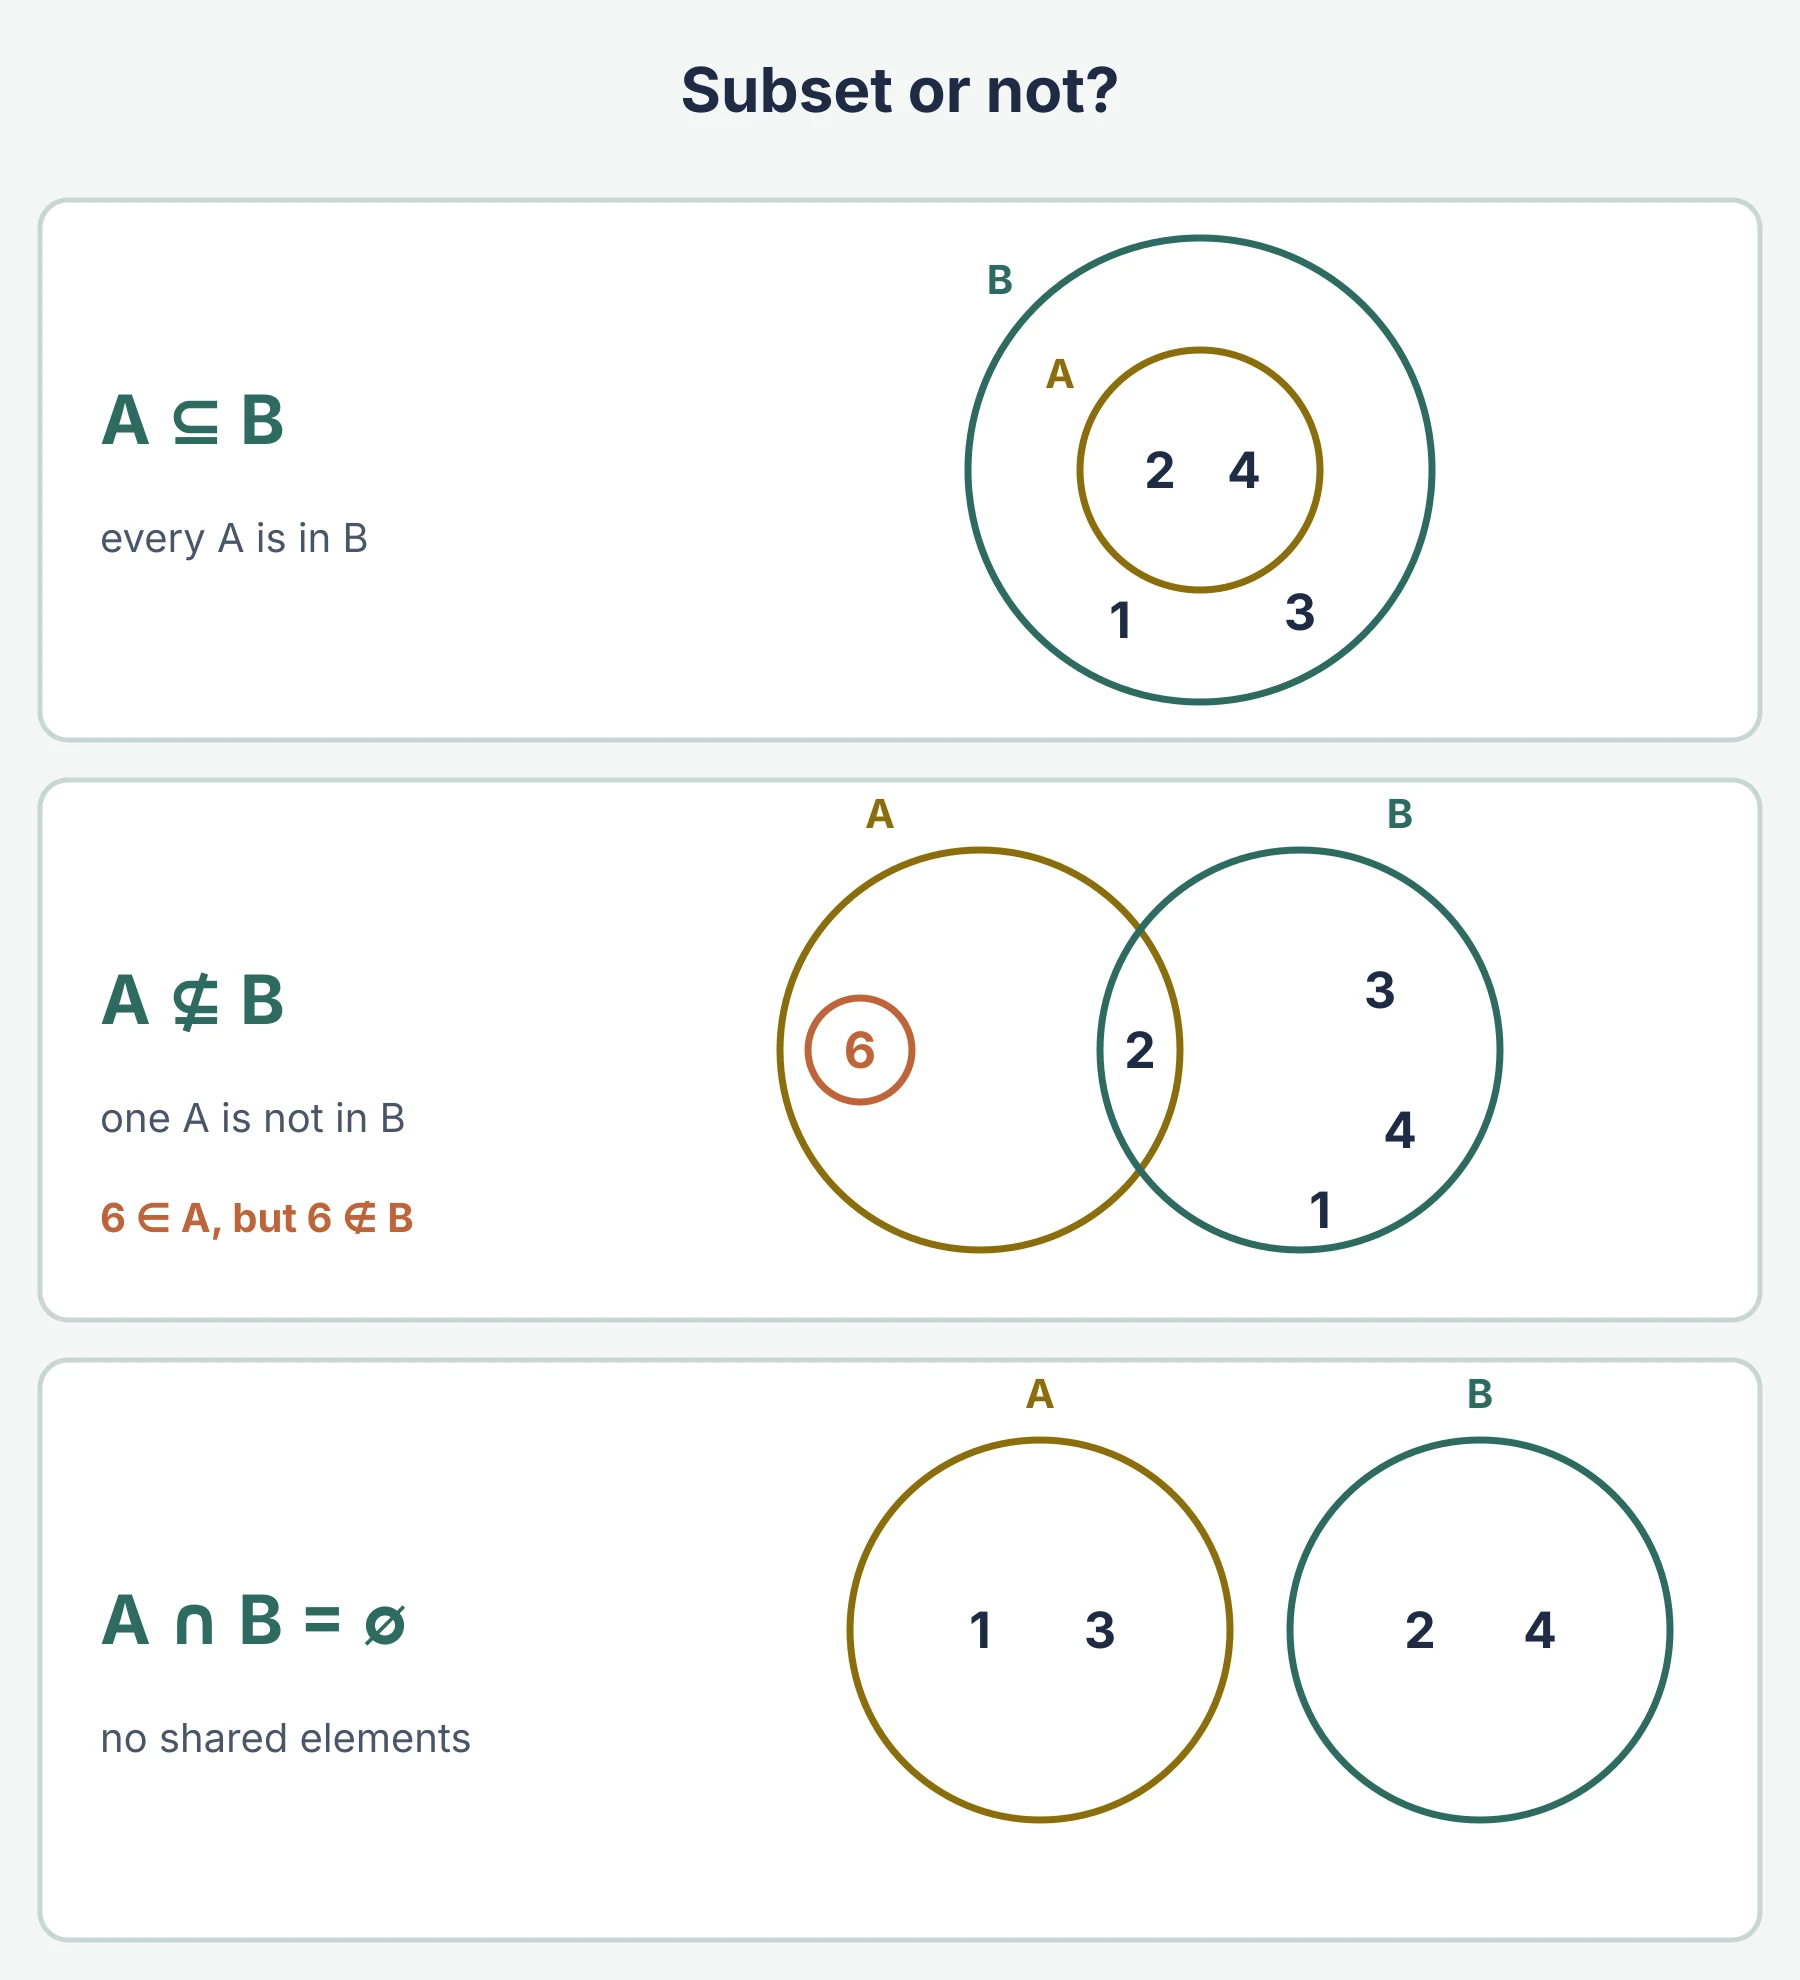 Subset or not?
B
A
A ⊆ B
2 4
every A is in B
1 3
A B
3
A ⊈ B
6 2
one A is not in B
4
6 ∈ A, but 6 ∉ B
1
A B
A ∩ B = ∅
1 3 2 4
no shared elements